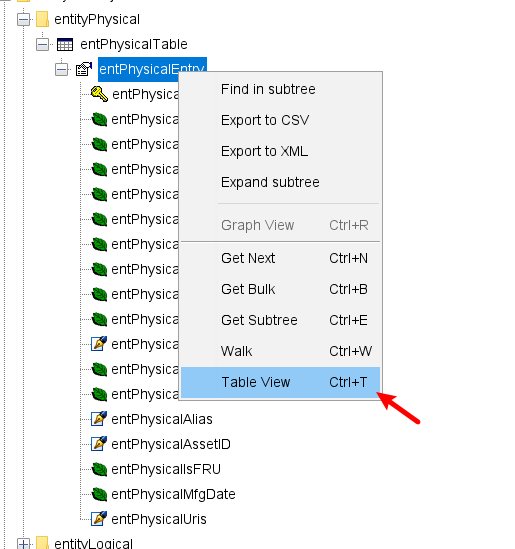 entityPhysical
entPhysicalTable
entPhysicalEntry
entPhysica
entPhysica
entPhysica
entPhysica
entPhysica
entPhysica
entPhysica
entPhysica
entPhysica
entPhysica
entPhysica
entPhysica
entPhysica
entPhysicalAlias
entPhysicalAssetID
entPhysicalIsFRU
entPhysicalMfgDate
entPhysicalUris
entityLogical
Find in subtree
Export to CSV
Export to XML
Expand subtree
Graph View Ctrl+R
Get Next Ctrl+N
Get Bulk Ctrl+B
Get Subtree Ctrl+E
Walk Ctrl+W
Table View Ctrl+T